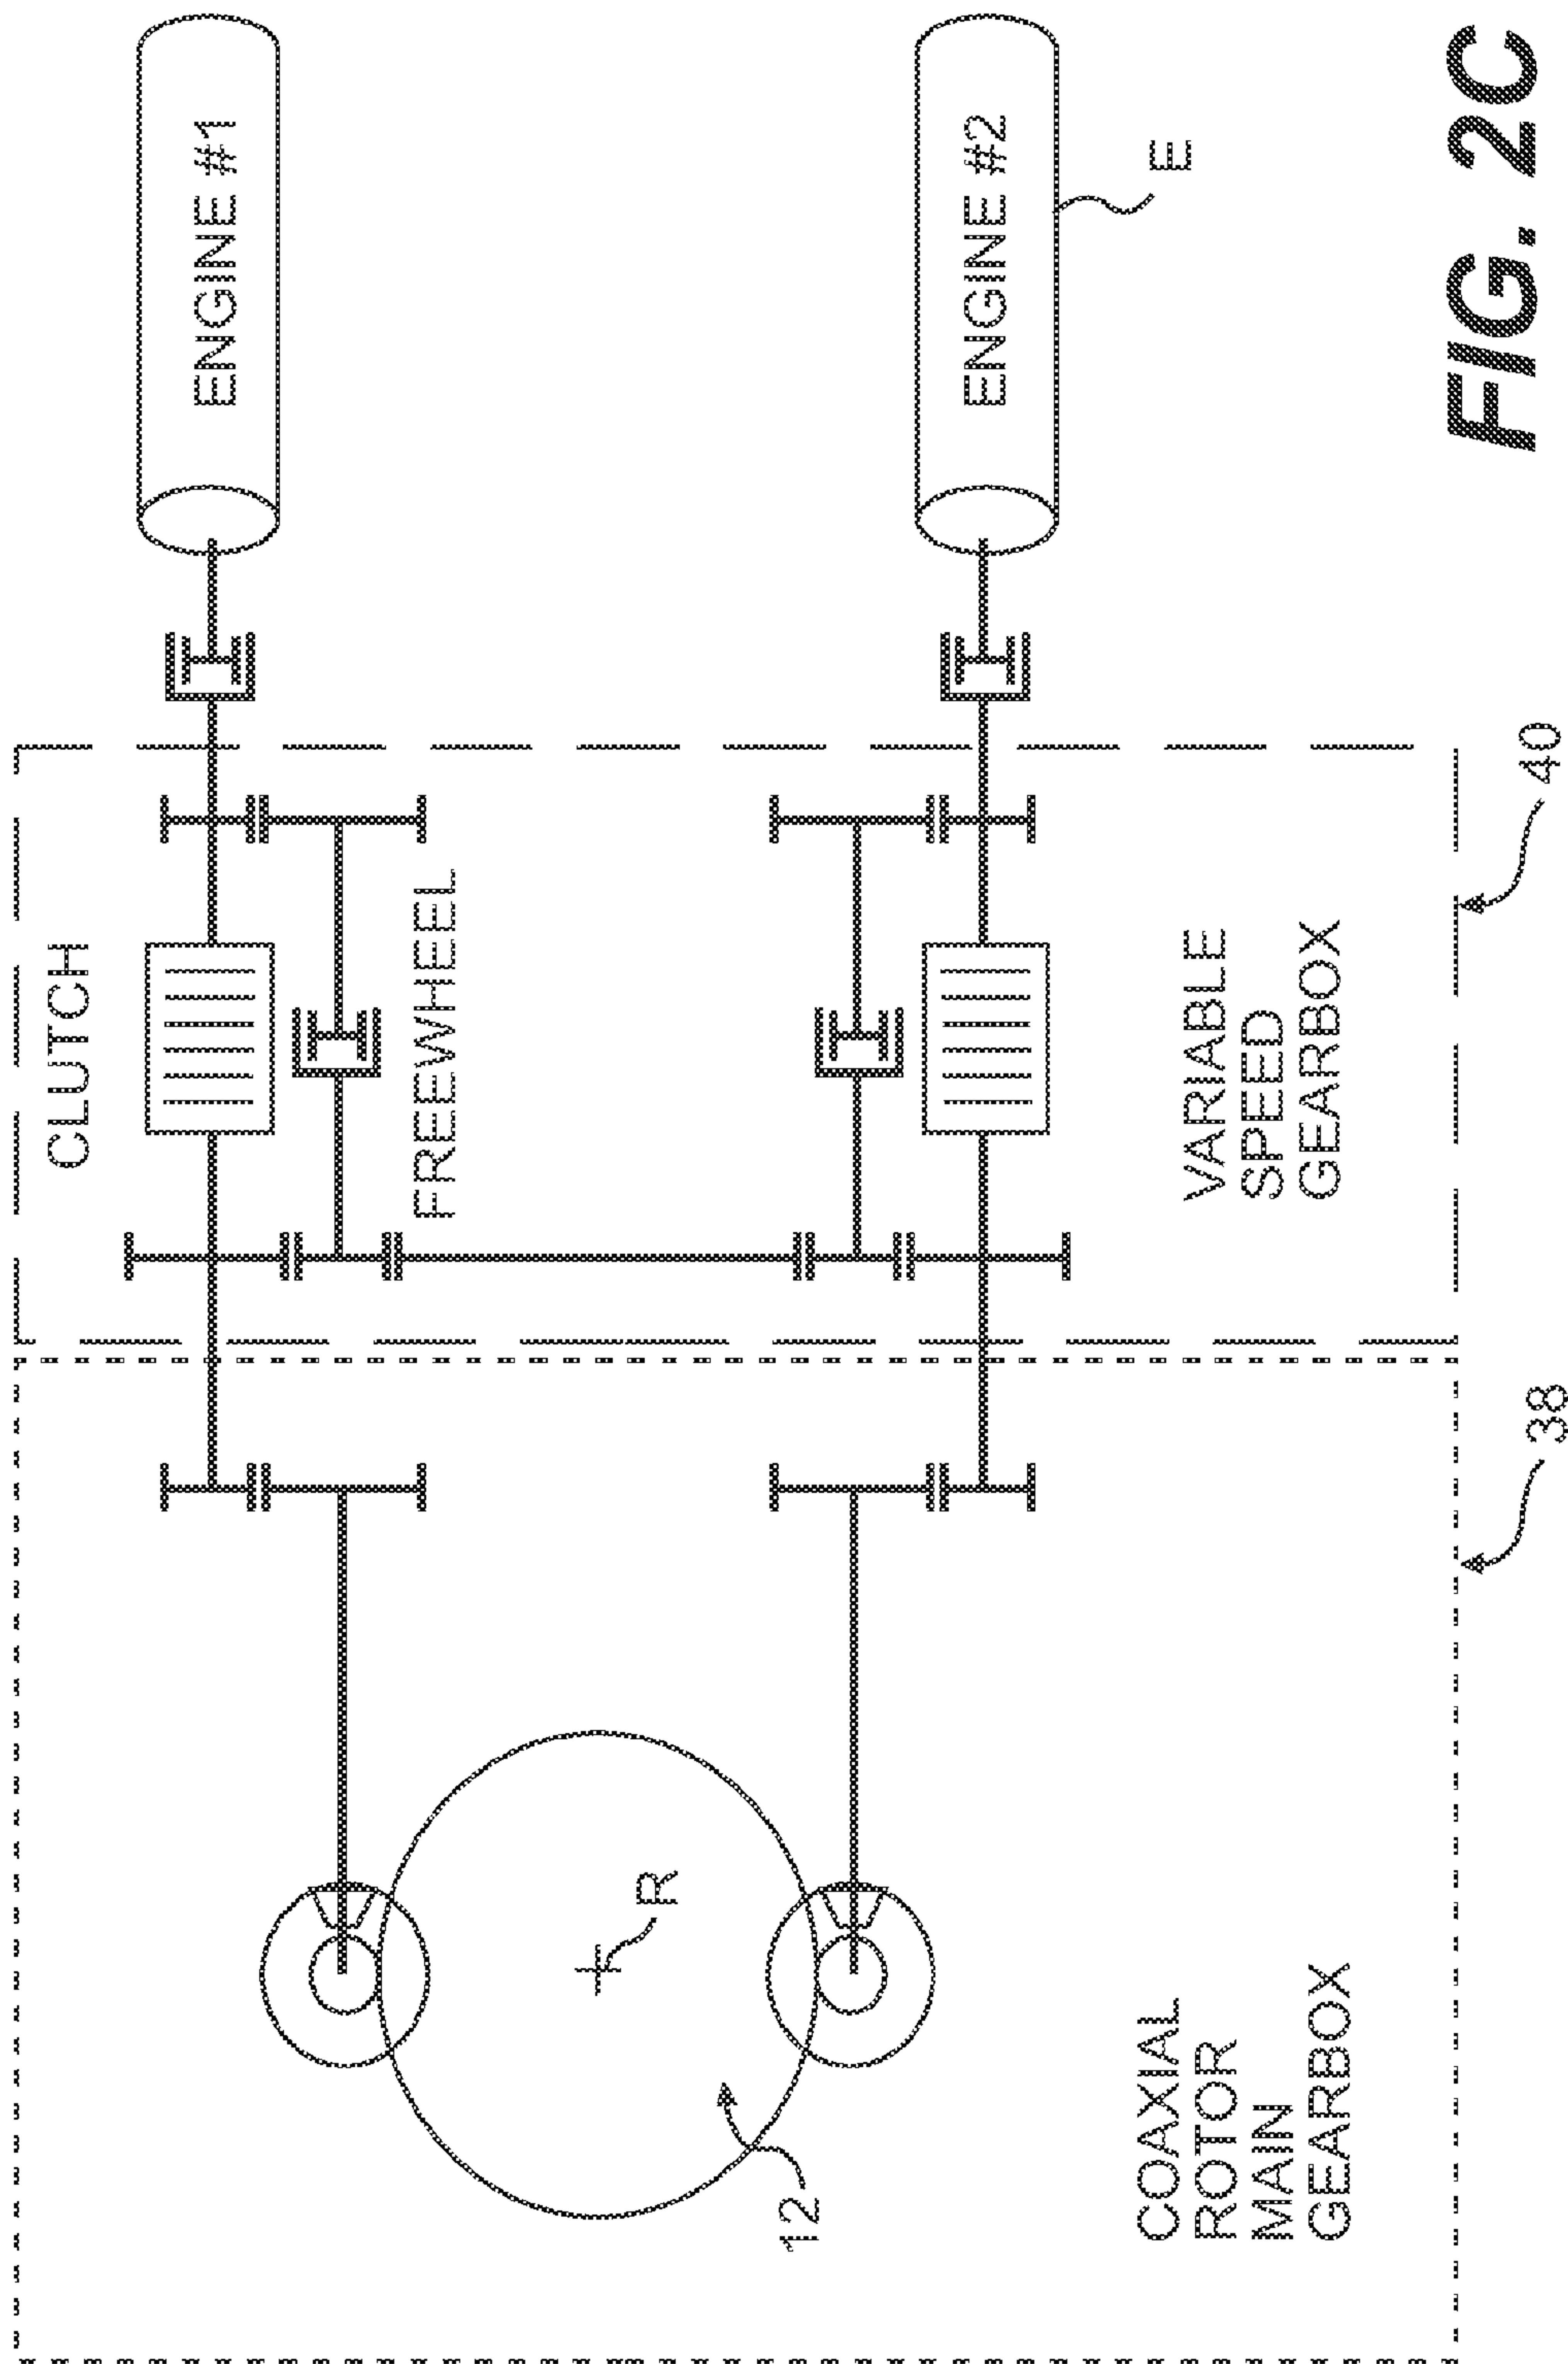 ENGINE #1
ENGINE #2
E
CLUTCH
FREEWHEEL
VARIABLE
SPEED
GEARBOX
40
38
R
12
COAXIAL
ROTOR
MAIN
GEARBOX
FIG. 2C